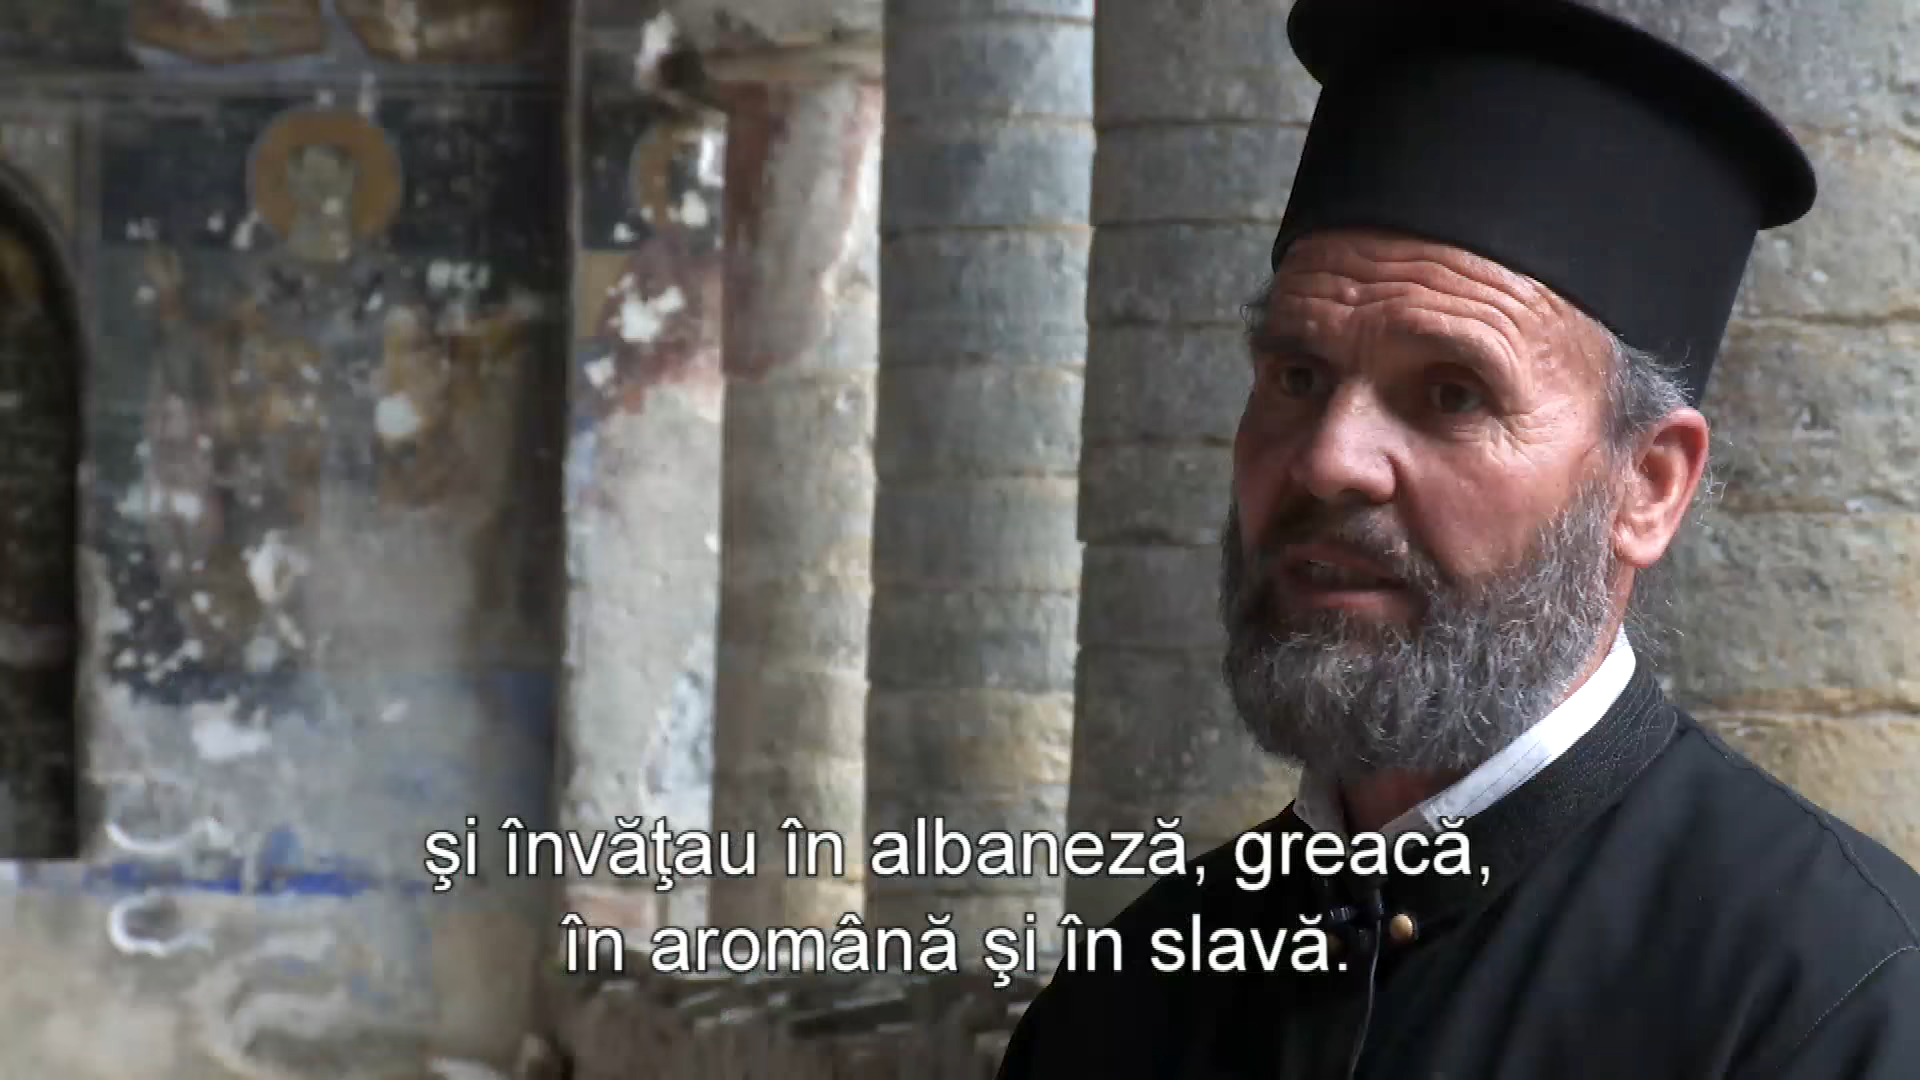 şi învăţau în albaneză, greacă,
în aromână şi în slavă.